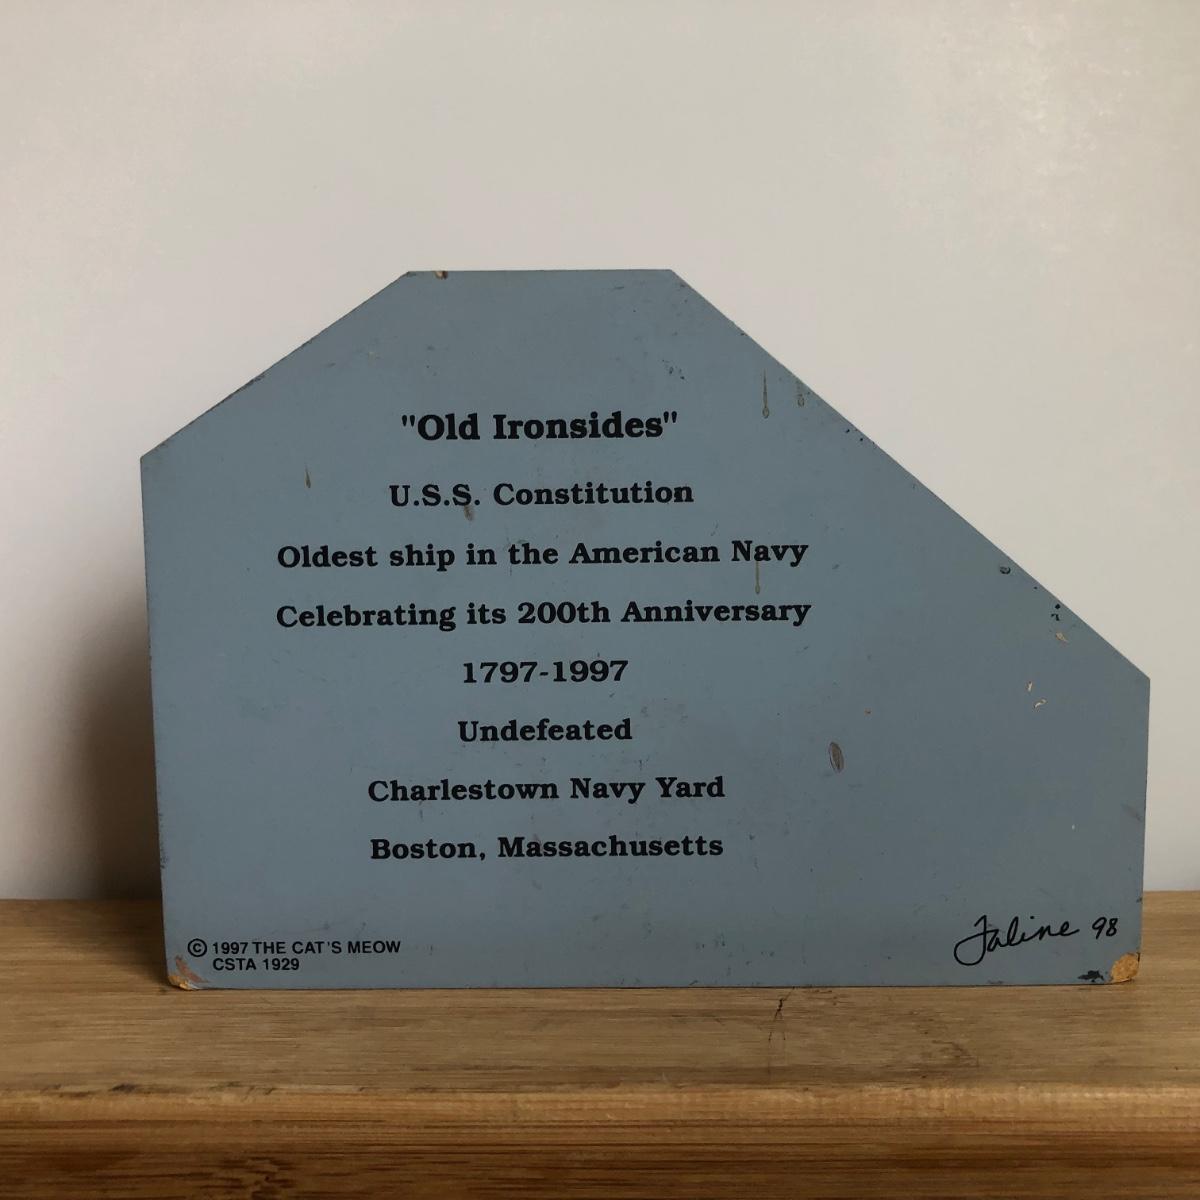 "Old Ironsides"
U.S.S. Constitution
Oldest ship in the American Navy
Celebrating its 200th Anniversary
1797-1997
Undefeated
Charlestown Navy Yard
Boston, Massachusetts
© 1997 THE CAT'S MEOW
CSTA 1929
Faline 98